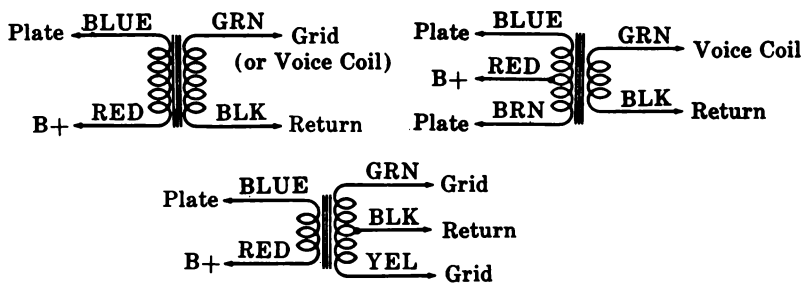 Plate BLUE GRN Grid
(or Voice Coil)
B+ RED BLK Return
Plate BLUE GRN Voice Coil
B+ RED
Plate BRN BLK Return
Plate BLUE GRN Grid
BLK Return
B+ RED YEL Grid